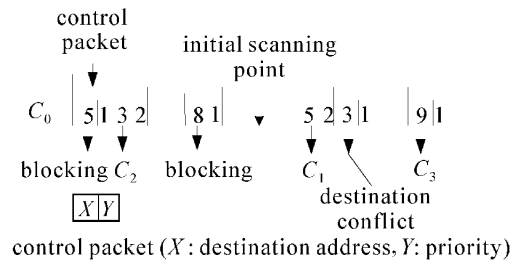 control
packet
initial scanning
point
C0 5 1 3 2 8 1 5 2 3 1 9 1
blocking C2 blocking C1 C3
X Y destination
conflict
control packet (X : destination address, Y: priority)